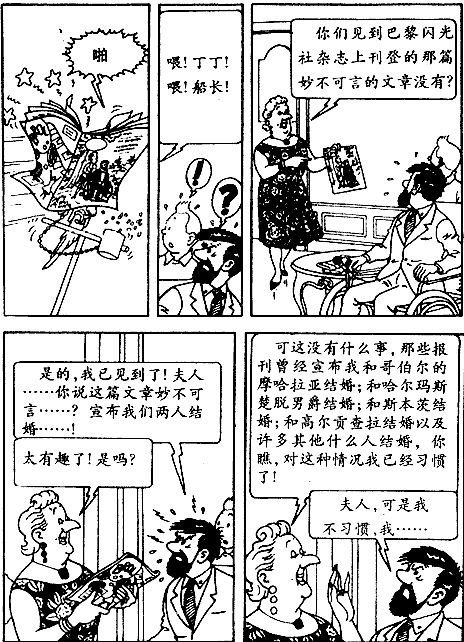 啪
喂！丁丁！
喂！船长！
！
？
你们见到巴黎闪光
社杂志上刊登的那篇
妙不可言的文章没有？
是的，我已见到了！夫人
……你说这篇文章妙不可
言……？宣布我们两人结
婚……！
太有趣了！是吗？
可这没有什么事，那些报
刊曾经宣布我和哥伯尔的
摩哈拉亚结婚；和哈尔玛斯
楚脱男爵结婚；和斯本茨结
婚；和高尔贡查拉结婚以及
许多其他什么人结婚，你
瞧，对这种情况我已经习惯
了！
夫人，可是我
不习惯，我……